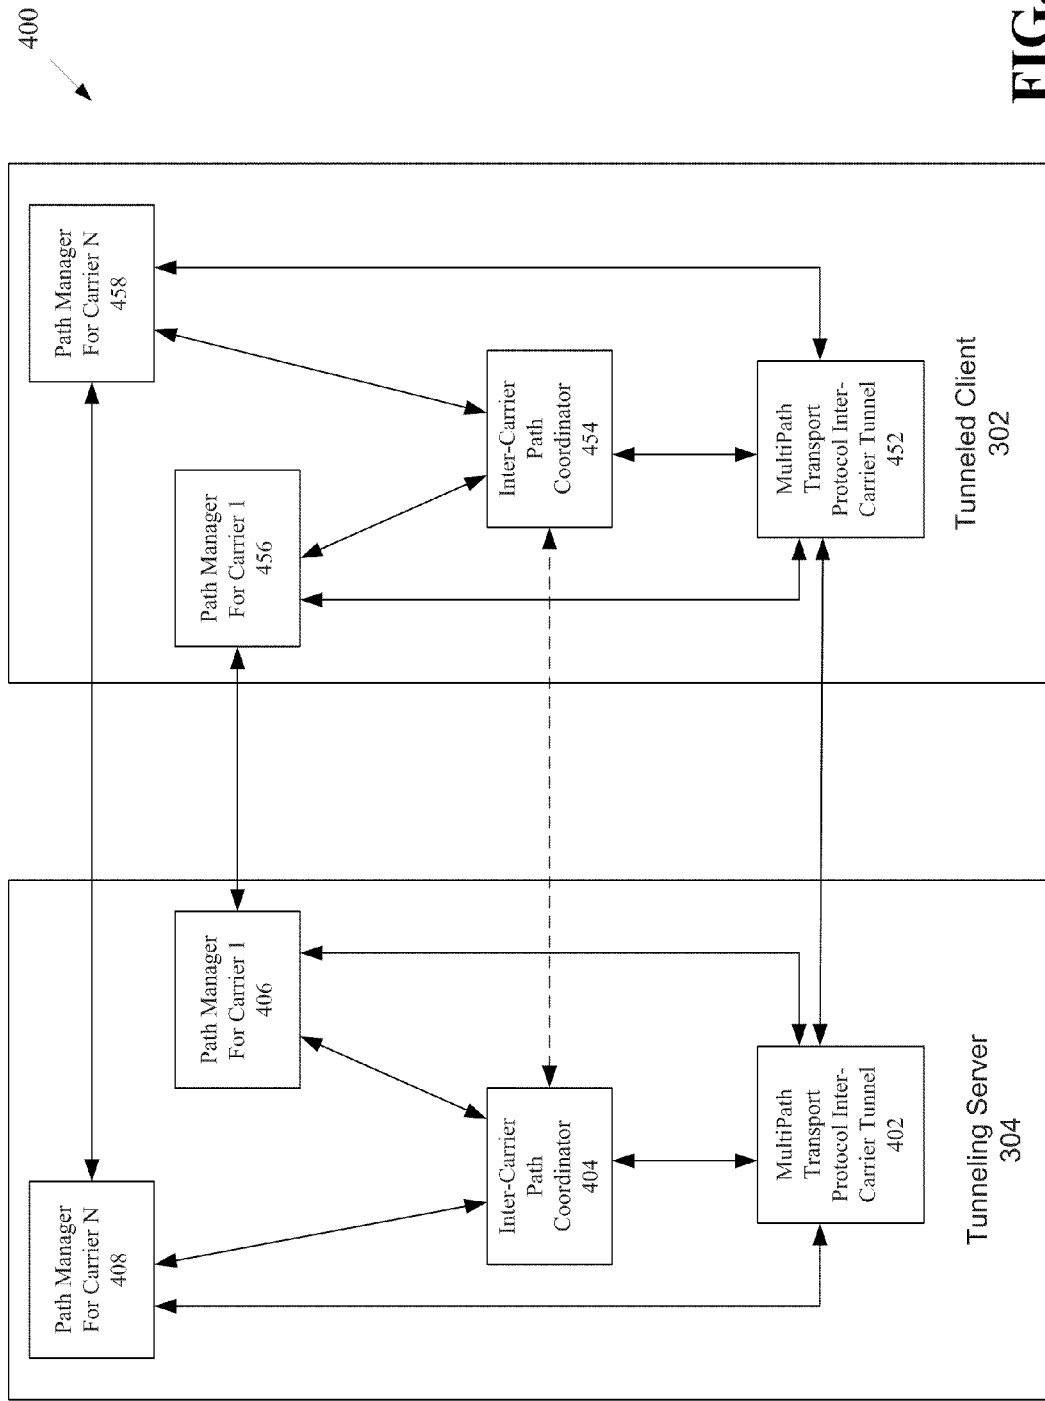 400
FIG
Path Manager
For Carrier N
408
Path Manager
For Carrier N
458
Path Manager
For Carrier 1
406
Path Manager
For Carrier 1
456
Inter-Carrier
Path
Coordinator
404
Inter-Carrier
Path
Coordinator
454
MultiPath
Transport
Protocol Inter-
Carrier Tunnel
402
MultiPath
Transport
Protocol Inter-
Carrier Tunnel
452
Tunneling Server
304
Tunneled Client
302